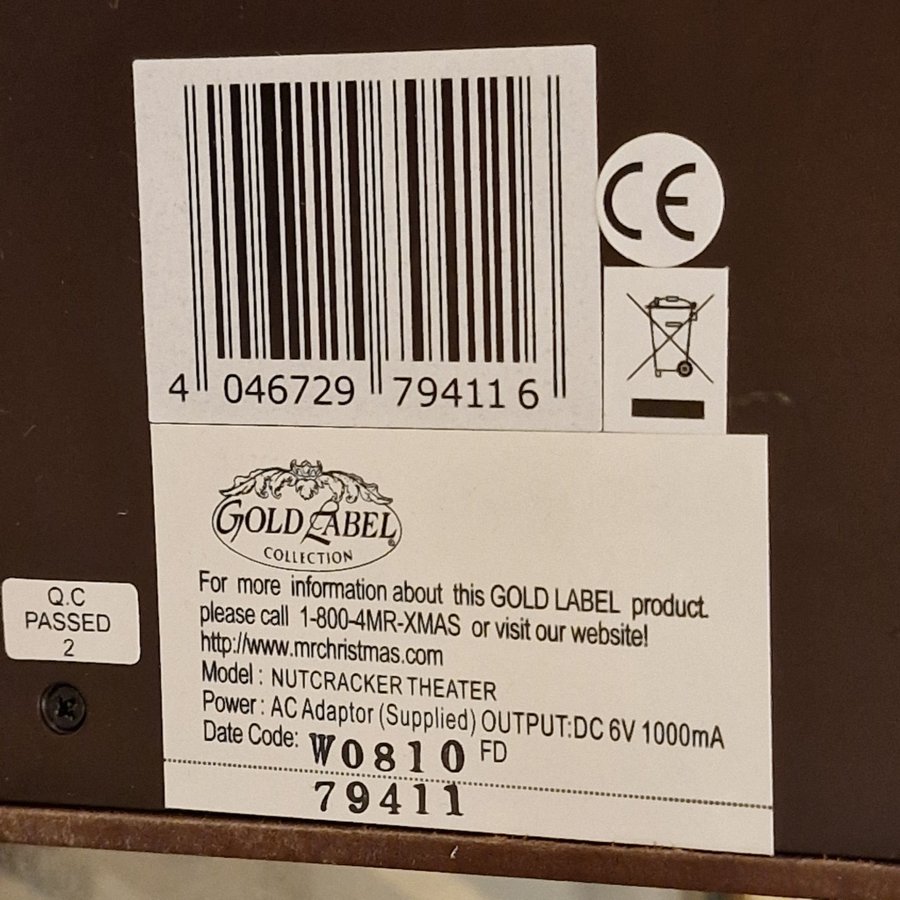 4 046729 794116
CE
GOLD LABEL
COLLECTION
For more information about this GOLD LABEL product.
please call 1-800-4MR-XMAS or visit our website!
http://www.mrchristmas.com
Model : NUTCRACKER THEATER
Power : AC Adaptor (Supplied) OUTPUT:DC 6V 1000mA
Date Code: W0810 FD
79411
Q.C
PASSED
2